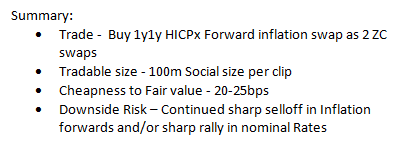 Summary:
• Trade - Buy 1y1y HICPx Forward inflation swap as 2 ZC
swaps
• Tradable size - 100m Social size per clip
• Cheapness to Fair value - 20-25bps
• Downside Risk – Continued sharp selloff in Inflation
forwards and/or sharp rally in nominal Rates